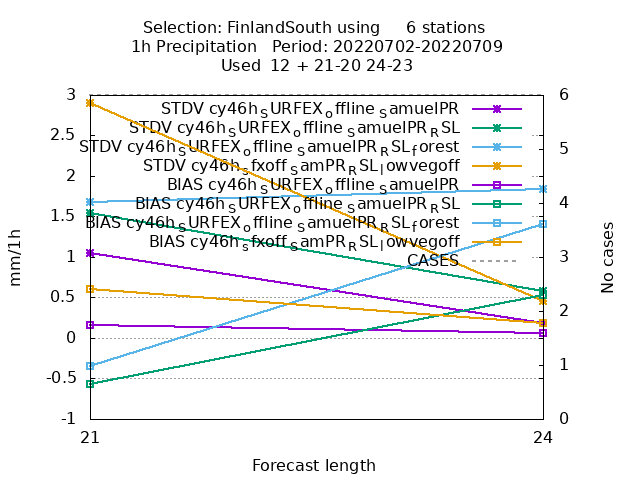 Selection: FinlandSouth using 6 stations
1h Precipitation Period: 20220702-20220709
Used 12 + 21-20 24-23
3 STDV cy46h_SURFEX_offline_samuelPR 6
STDV cy46h_SURFEX_offline_samuelPR_RSL
2.5 STDV cy46h_SURFEX_offline_samuelPR_RSL_forest 5
STDV cy46h_sfxoff_samPR_RSL_lowvegoff
2 BIAS cy46h_SURFEX_offline_samuelPR 4
BIAS cy46h_SURFEX_offline_samuelPR_RSL
1.5 BIAS cy46h_SURFEX_offline_samuelPR_RSL_forest
BIAS cy46h_sfxoff_samPR_RSL_lowvegoff
1 CASES 3
0.5 2
0
-0.5 1
-1 0
mm/1h
No cases
21 24
Forecast length